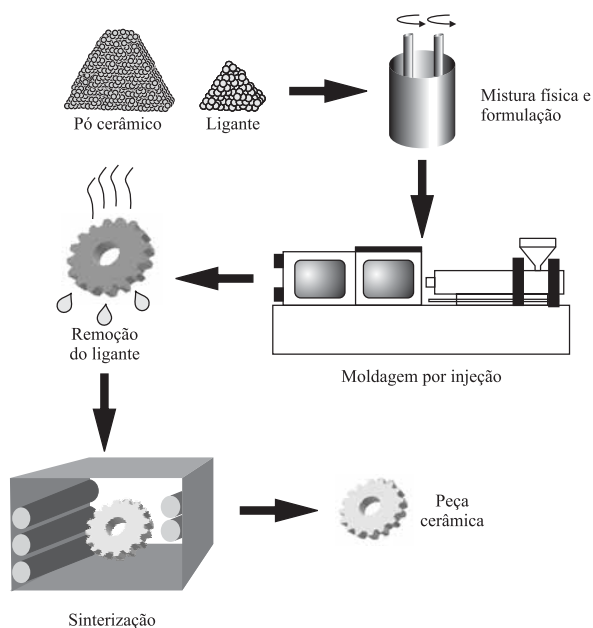 Pó cerâmico
Ligante
Mistura física e
formulação
Moldagem por injeção
Remoção
do ligante
Sinterização
Peça
cerâmica